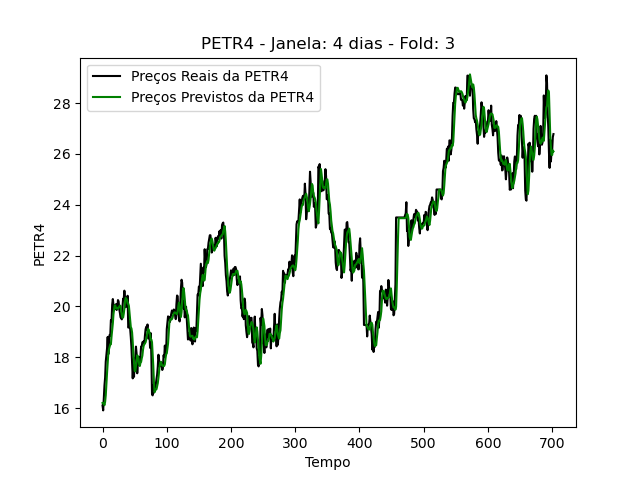 PETR4 - Janela: 4 dias - Fold: 3
Preços Reais da PETR4
Preços Previstos da PETR4
PETR4
28
26
24
22
20
18
16
0 100 200 300 400 500 600 700
Tempo